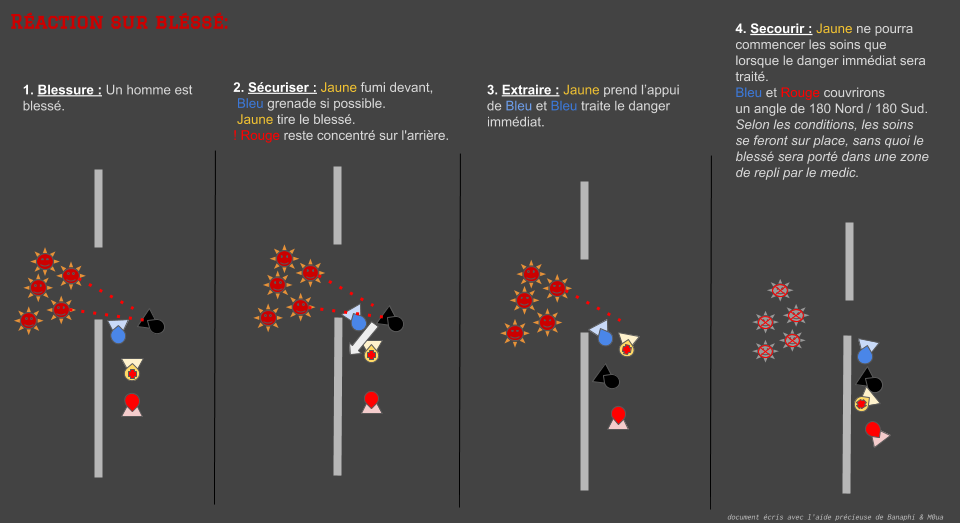 Réaction sur bléssé:
1. Blessure : Un homme est
blessé.
2. Sécuriser : Jaune fumi devant,
Bleu grenade si possible.
Jaune tire le blessé.
! Rouge reste concentré sur l'arrière.
3. Extraire : Jaune prend l'appui
de Bleu et Bleu traite le danger
immédiat.
4. Secourir : Jaune ne pourra
commencer les soins que
lorsque le danger immédiat sera
traité.
Bleu et Rouge couvrirons
un angle de 180 Nord / 180 Sud.
Selon les conditions, les soins
se feront sur place, sans quoi le
blessé sera porté dans une zone
de repli par le medic.
document écris avec l'aide précieuse de Banaphi & M0ua